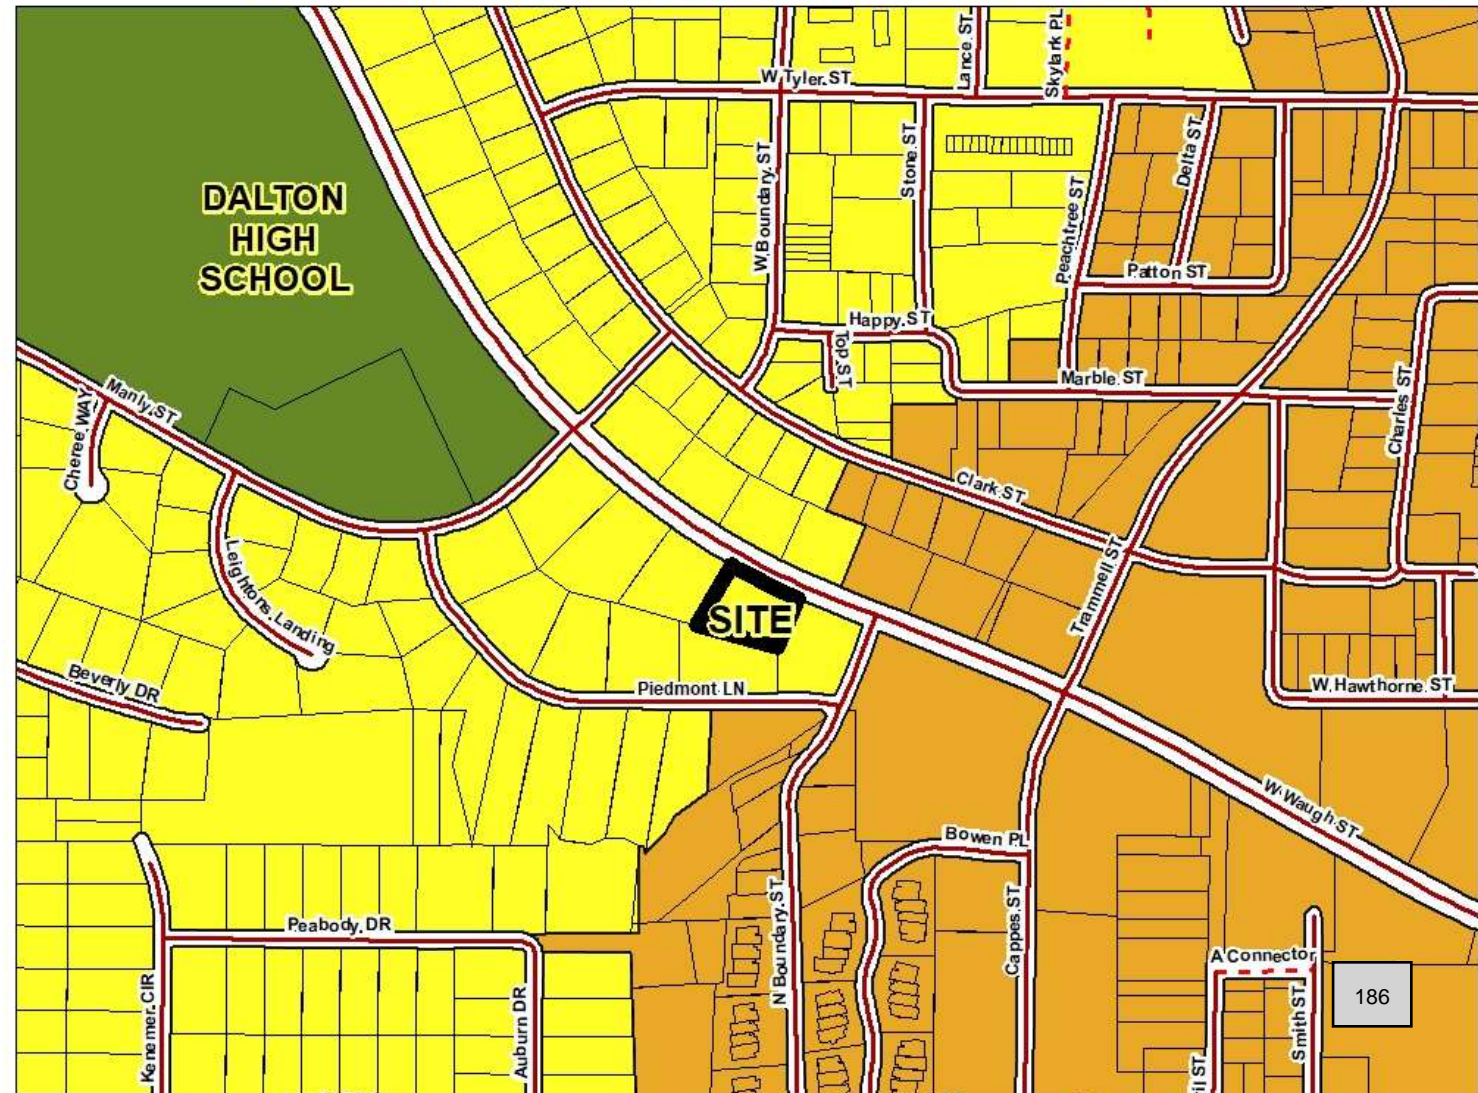 W Tyler ST
Lance ST
Skylark PL
W Boundary ST
Stone ST
Delta ST
Peachtree ST
DALTON
HIGH
SCHOOL
Patton ST
Happy ST
Tod ST
Marble ST
Charles ST
Manly ST
Cheree WAY
Clark ST
Leightons Landing
Trammell ST
SITE
Beverly DR
Piedmont LN
W Hawthorne ST
W Waugh ST
Bowen PL
Peabody DR
N Boundary ST
Cappes ST
A Connector
Kenemer CIR
Auburn DR
Smith ST
186